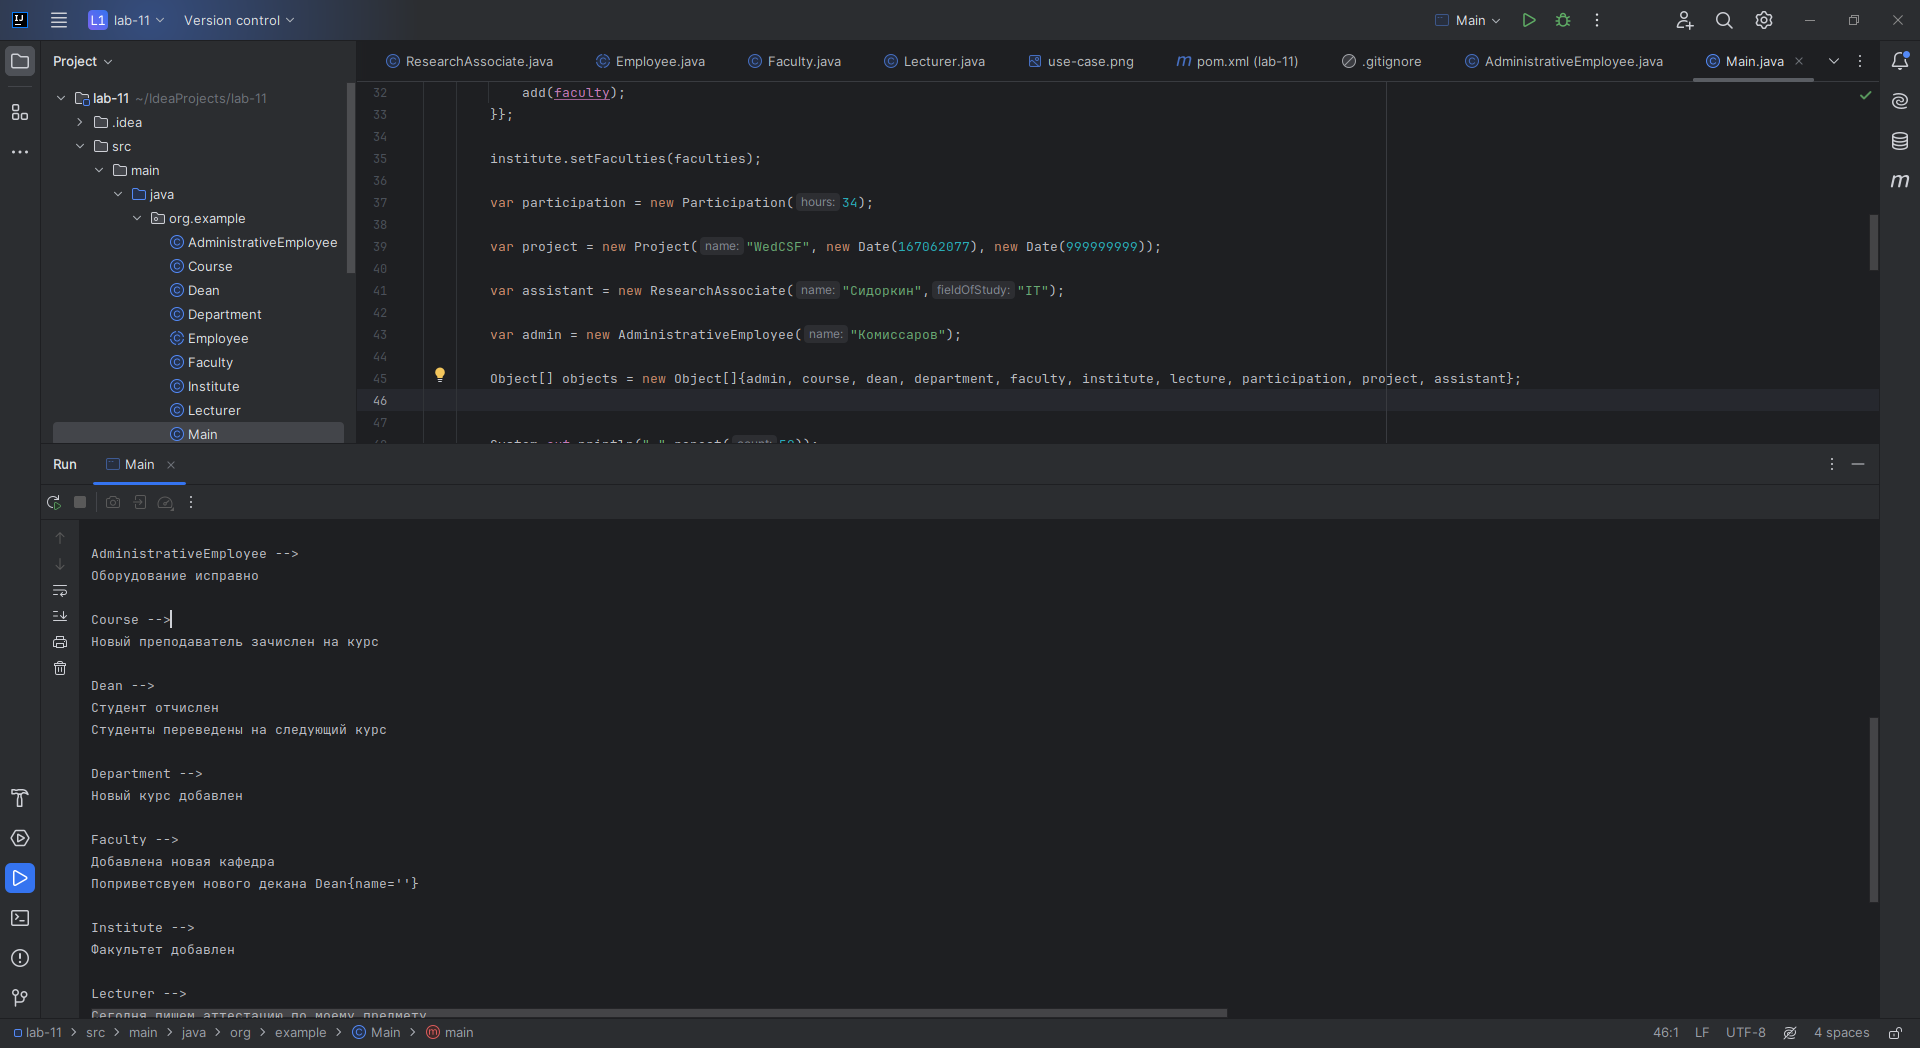 L1 lab-11 Version control Main
Project
ResearchAssociate.java Employee.java Faculty.java Lecturer.java use-case.png pom.xml (lab-11) .gitignore AdministrativeEmployee.java Main.java
lab-11 ~/IdeaProjects/lab-11
.idea
src
main
java
org.example
AdministrativeEmployee
Course
Dean
Department
Employee
Faculty
Institute
Lecturer
Main
32 add(faculty);
33 }};
34
35 institute.setFaculties(faculties);
36
37 var participation = new Participation( hours: 34);
38
39 var project = new Project( name: "WedCSF", new Date(167062077), new Date(999999999));
40
41 var assistant = new ResearchAssociate( name: "Сидоркин", fieldOfStudy: "IT");
42
43 var admin = new AdministrativeEmployee( name: "Комиссаров");
44
45 Object[] objects = new Object[]{admin, course, dean, department, faculty, institute, lecture, participation, project, assistant};
46
47
Run Main
AdministrativeEmployee -->
Оборудование исправно
Course -->
Новый преподаватель зачислен на курс
Dean -->
Студент отчислен
Студенты переведены на следующий курс
Department -->
Новый курс добавлен
Faculty -->
Добавлена новая кафедра
Поприветсвуем нового декана Dean{name=''}
Institute -->
Факультет добавлен
Lecturer -->
Сегодня пишем аттестацию по моему предмету
lab-11 > src > main > java > org > example > Main > main 46:1 LF UTF-8 4 spaces